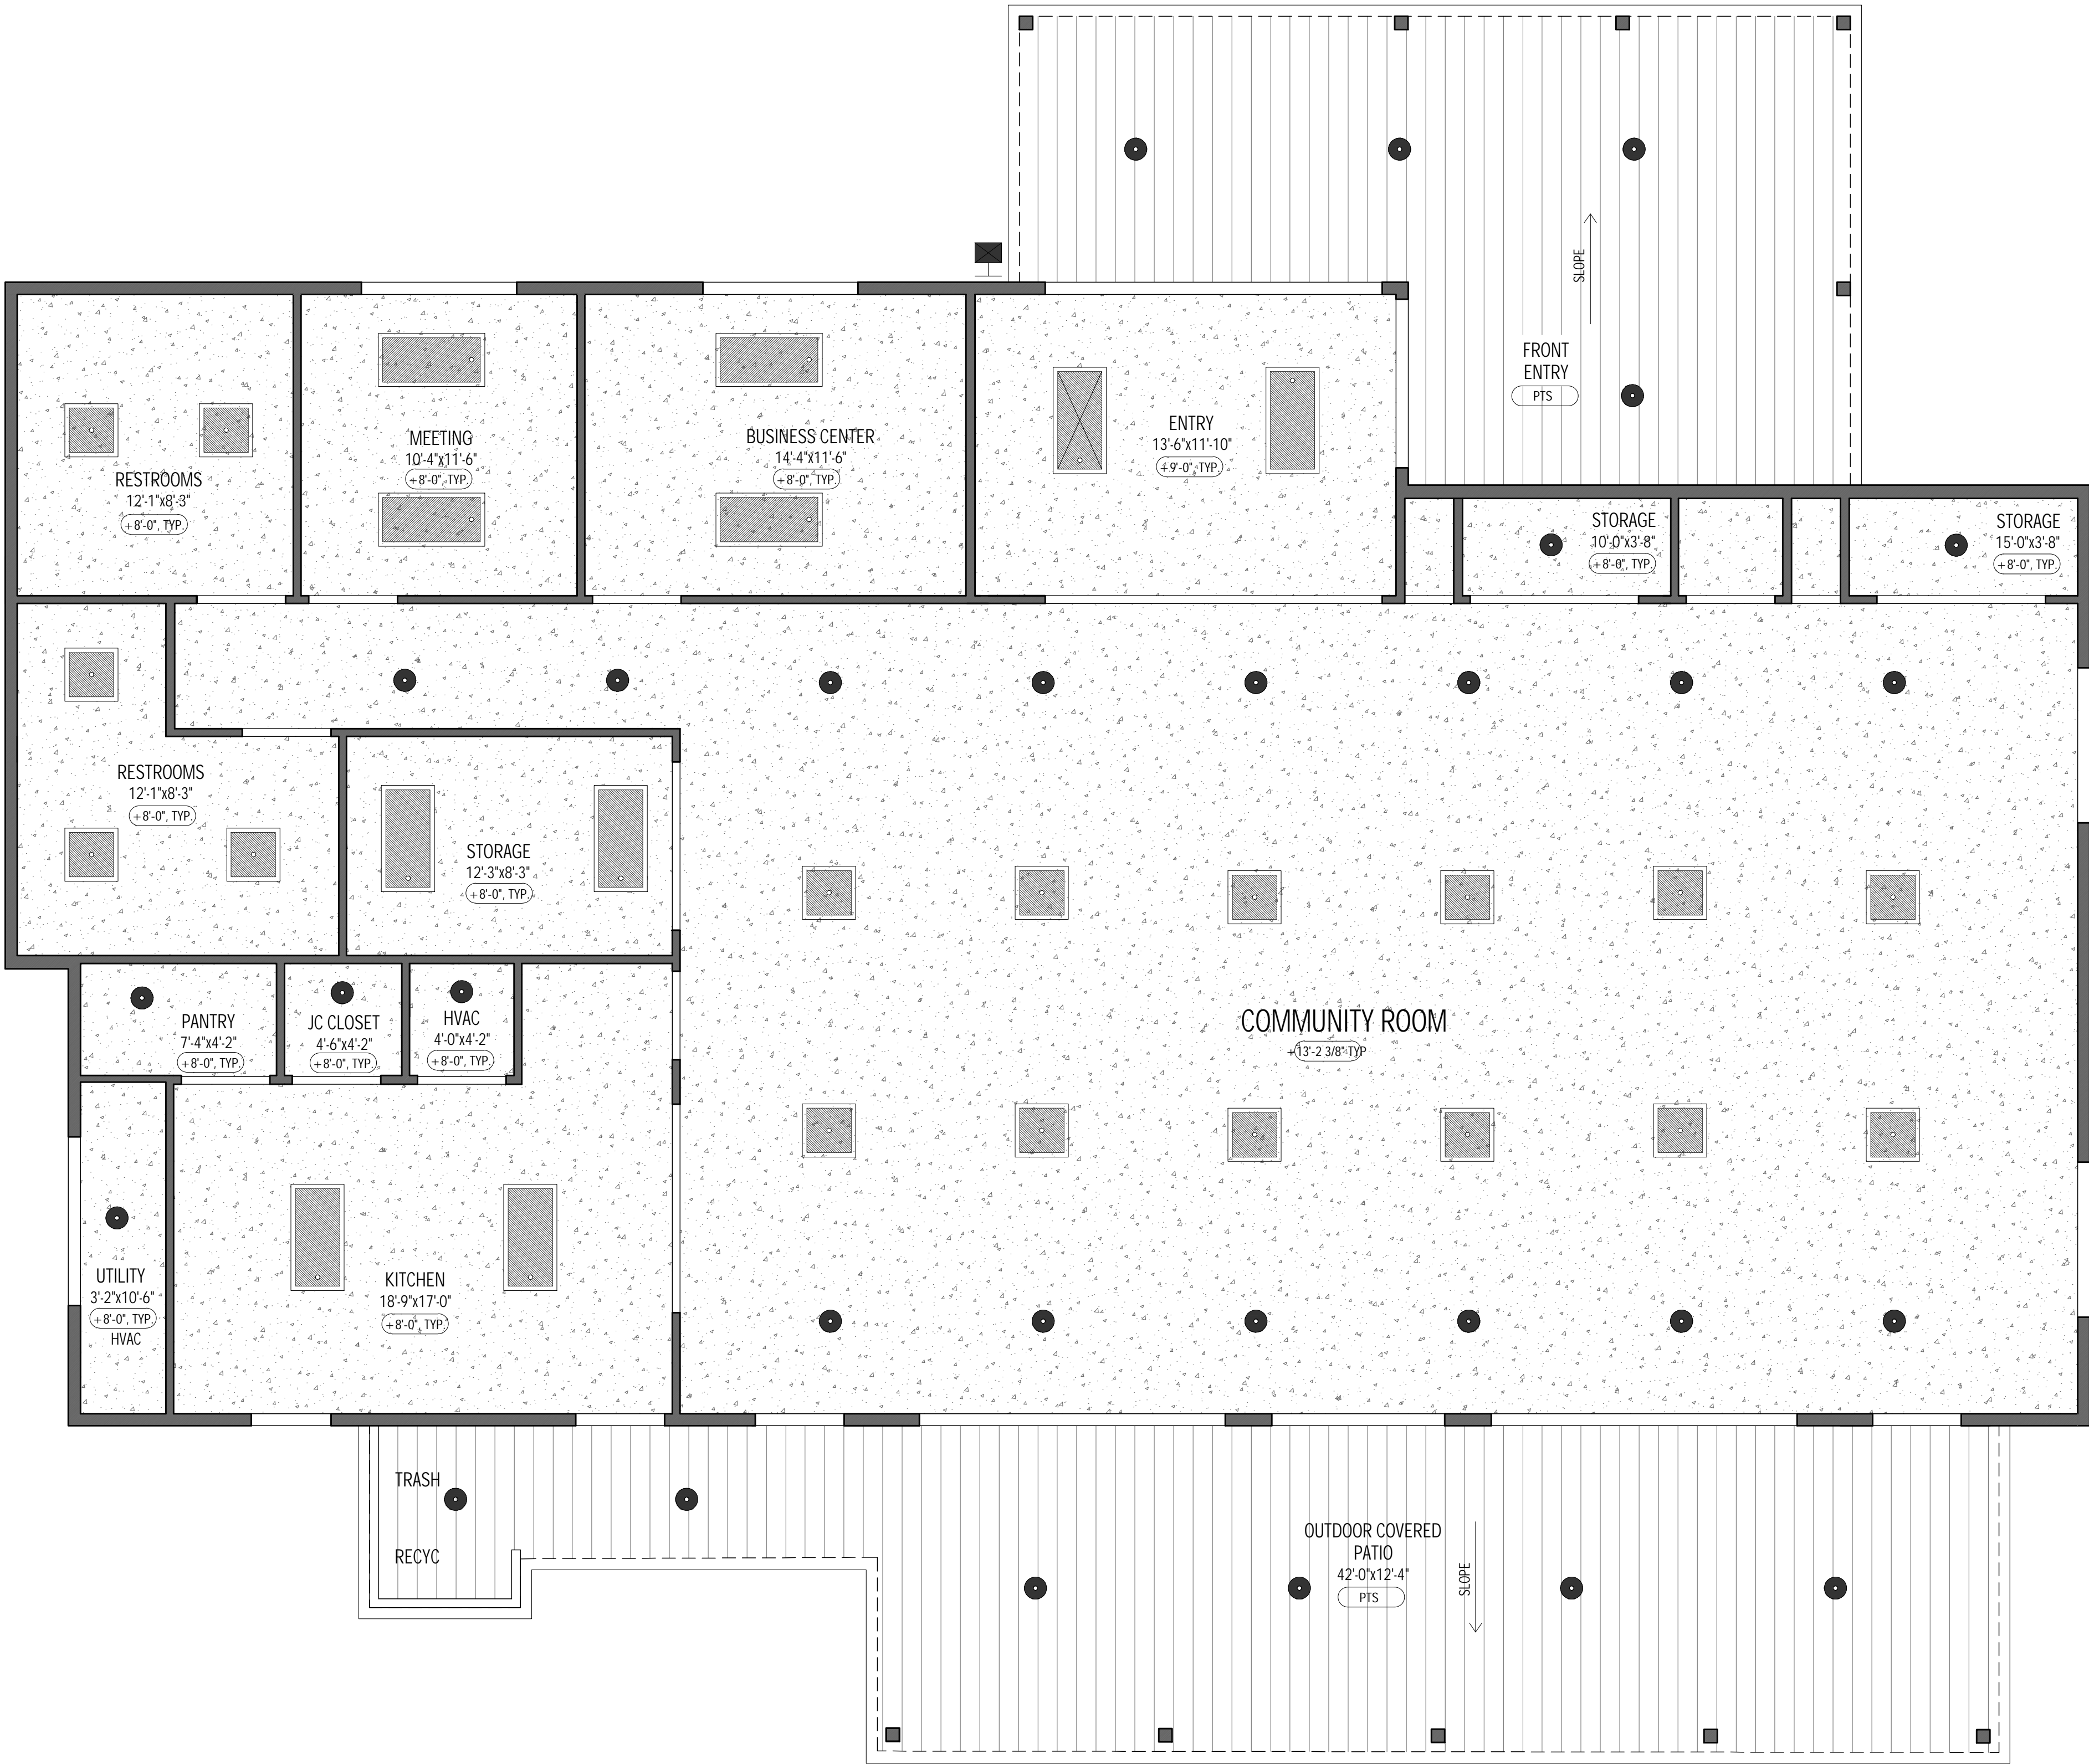 SLOPE
FRONT
ENTRY
PTS
RESTROOMS
12'-1"x8'-3"
+8'-0", TYP.
MEETING
10'-4"x11'-6"
+8'-0", TYP.
BUSINESS CENTER
14'-4"x11'-6"
+8'-0", TYP.
ENTRY
13'-6"x11'-10"
+9'-0", TYP.
STORAGE
10'-0"x3'-8"
+8'-0", TYP.
STORAGE
15'-0"x3'-8"
+8'-0", TYP.
RESTROOMS
12'-1"x8'-3"
+8'-0", TYP.
STORAGE
12'-3"x8'-3"
+8'-0", TYP.
PANTRY
7'-4"x4'-2"
+8'-0", TYP.
JC CLOSET
4'-6"x4'-2"
+8'-0", TYP.
HVAC
4'-0"x4'-2"
+8'-0", TYP.
COMMUNITY ROOM
+13'-2 3/8" TYP
UTILITY
3'-2"x10'-6"
+8'-0", TYP.
HVAC
KITCHEN
18'-9"x17'-0"
+8'-0", TYP.
TRASH
RECYC
OUTDOOR COVERED
PATIO
42'-0"x12'-4"
PTS
SLOPE